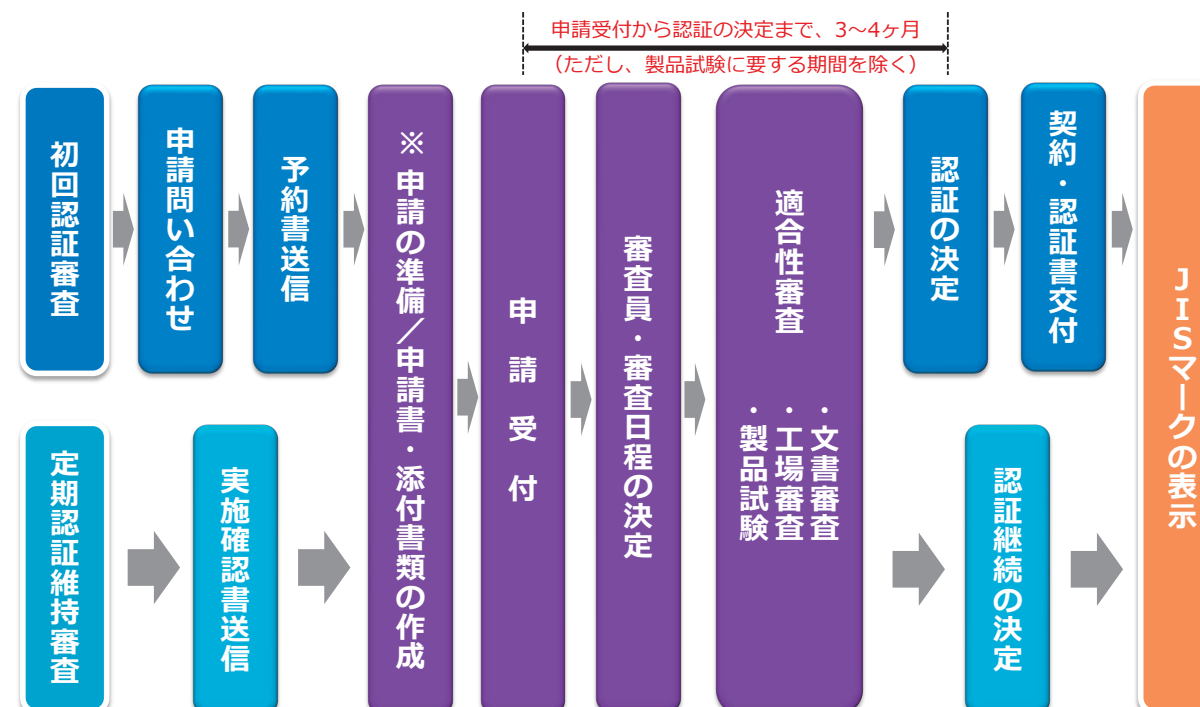 申請受付から認証の決定まで、3～4ヶ月
（ただし、製品試験に要する期間を除く）
初回認証審査
申請問い合わせ
予約書送信
※申請の準備／申請書・添付書類の作成
申請受付
審査員・審査日程の決定
適合性審査
・文書審査
・工場審査
・製品試験
認証の決定
契約・認証書交付
JISマークの表示
定期認証維持審査
実施確認書送信
認証継続の決定